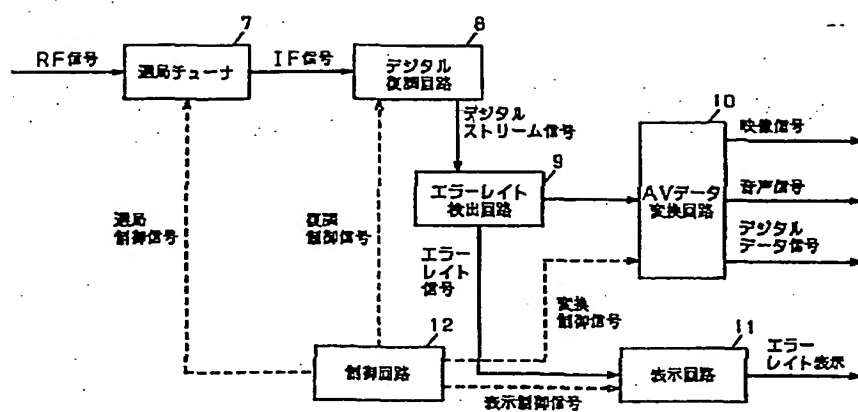 7
8
RF信号
選局チューナ
IF信号
デジタル
復調回路
デジタル
ストリーム信号
10
映像信号
9
エラーレイト
検出回路
AVデータ
変換回路
音声信号
デジタル
データ信号
選局
制御信号
復調
制御信号
エラー
レイト
信号
変換
制御信号
12
11
制御回路
表示回路
エラー
レイト表示
表示制御信号